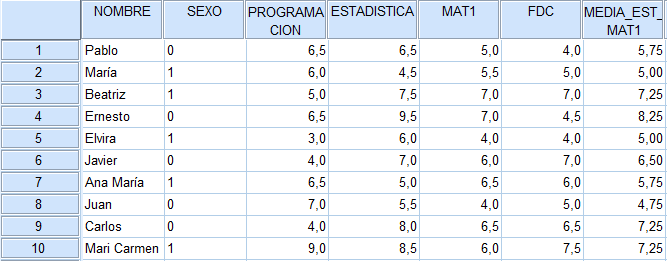 NOMBRE SEXO PROGRAMACION ESTADISTICA MAT1 FDC MEDIA_EST_MAT1
1 Pablo 0 6,5 6,5 5,0 4,0 5,75
2 María 1 6,0 4,5 5,5 5,0 5,00
3 Beatriz 1 5,0 7,5 7,0 7,0 7,25
4 Ernesto 0 6,5 9,5 7,0 4,5 8,25
5 Elvira 1 3,0 6,0 4,0 4,0 5,00
6 Javier 0 4,0 7,0 6,0 7,0 6,50
7 Ana María 1 6,5 5,0 6,5 6,0 5,75
8 Juan 0 7,0 5,5 4,0 5,0 4,75
9 Carlos 0 4,0 8,0 6,5 6,5 7,25
10 Mari Carmen 1 9,0 8,5 6,0 7,5 7,25